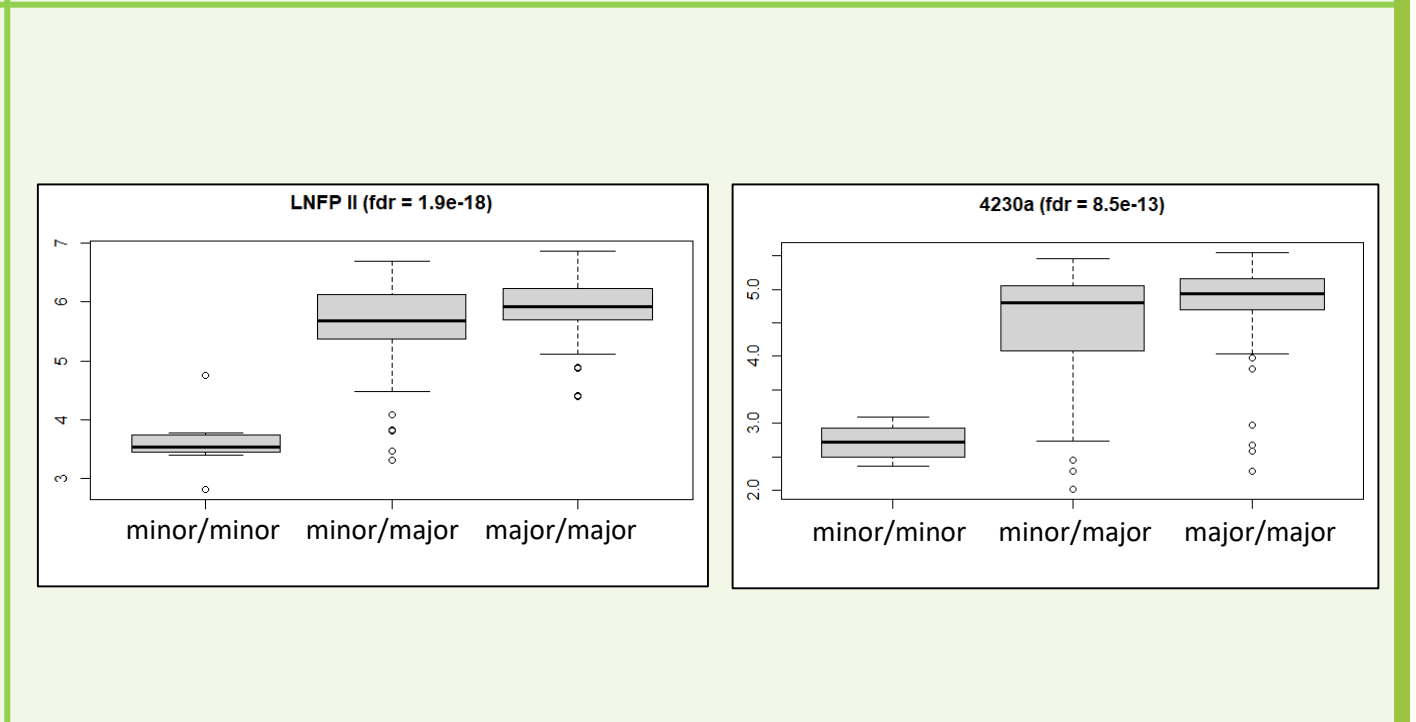 LNFP II (fdr = 1.9e-18)
7
6
5
4
3
minor/minor minor/major major/major
4230a (fdr = 8.5e-13)
5.0
4.0
3.0
2.0
minor/minor minor/major major/major